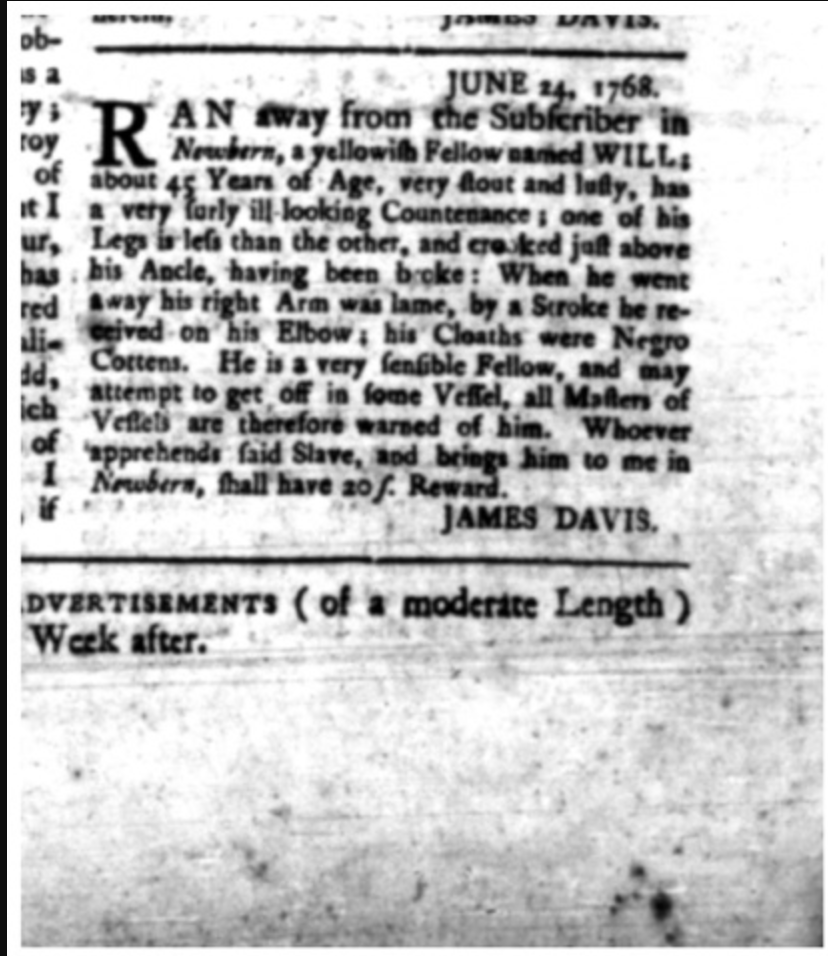 JAMES DAVIS.
ob-
s a
y;
roy
of
t I
ur,
has
red
ali-
dd,
ich
of
I
, if
JUNE 24, 1768.
RAN away from the Subſcriber in
Newbern, a yellowiſh Fellow named WILL;
about 45 Years of Age, very ſtout and luſty, has
a very ſurly ill-looking Countenance; one of his
Legs is leſs than the other, and crooked juſt above
his Ancle, having been broke: When he went
away his right Arm was lame, by a Stroke he re-
ceived on his Elbow; his Cloaths were Negro
Cottens. He is a very ſenſible Fellow, and may
attempt to get off in ſome Veſſel, all Maſters of
Veſſels are therefore warned of him. Whoever
apprehends ſaid Slave, and brings him to me in
Newbern, ſhall have 20ſ. Reward.
JAMES DAVIS.
ADVERTISEMENTS (of a moderate Length)
Week after.